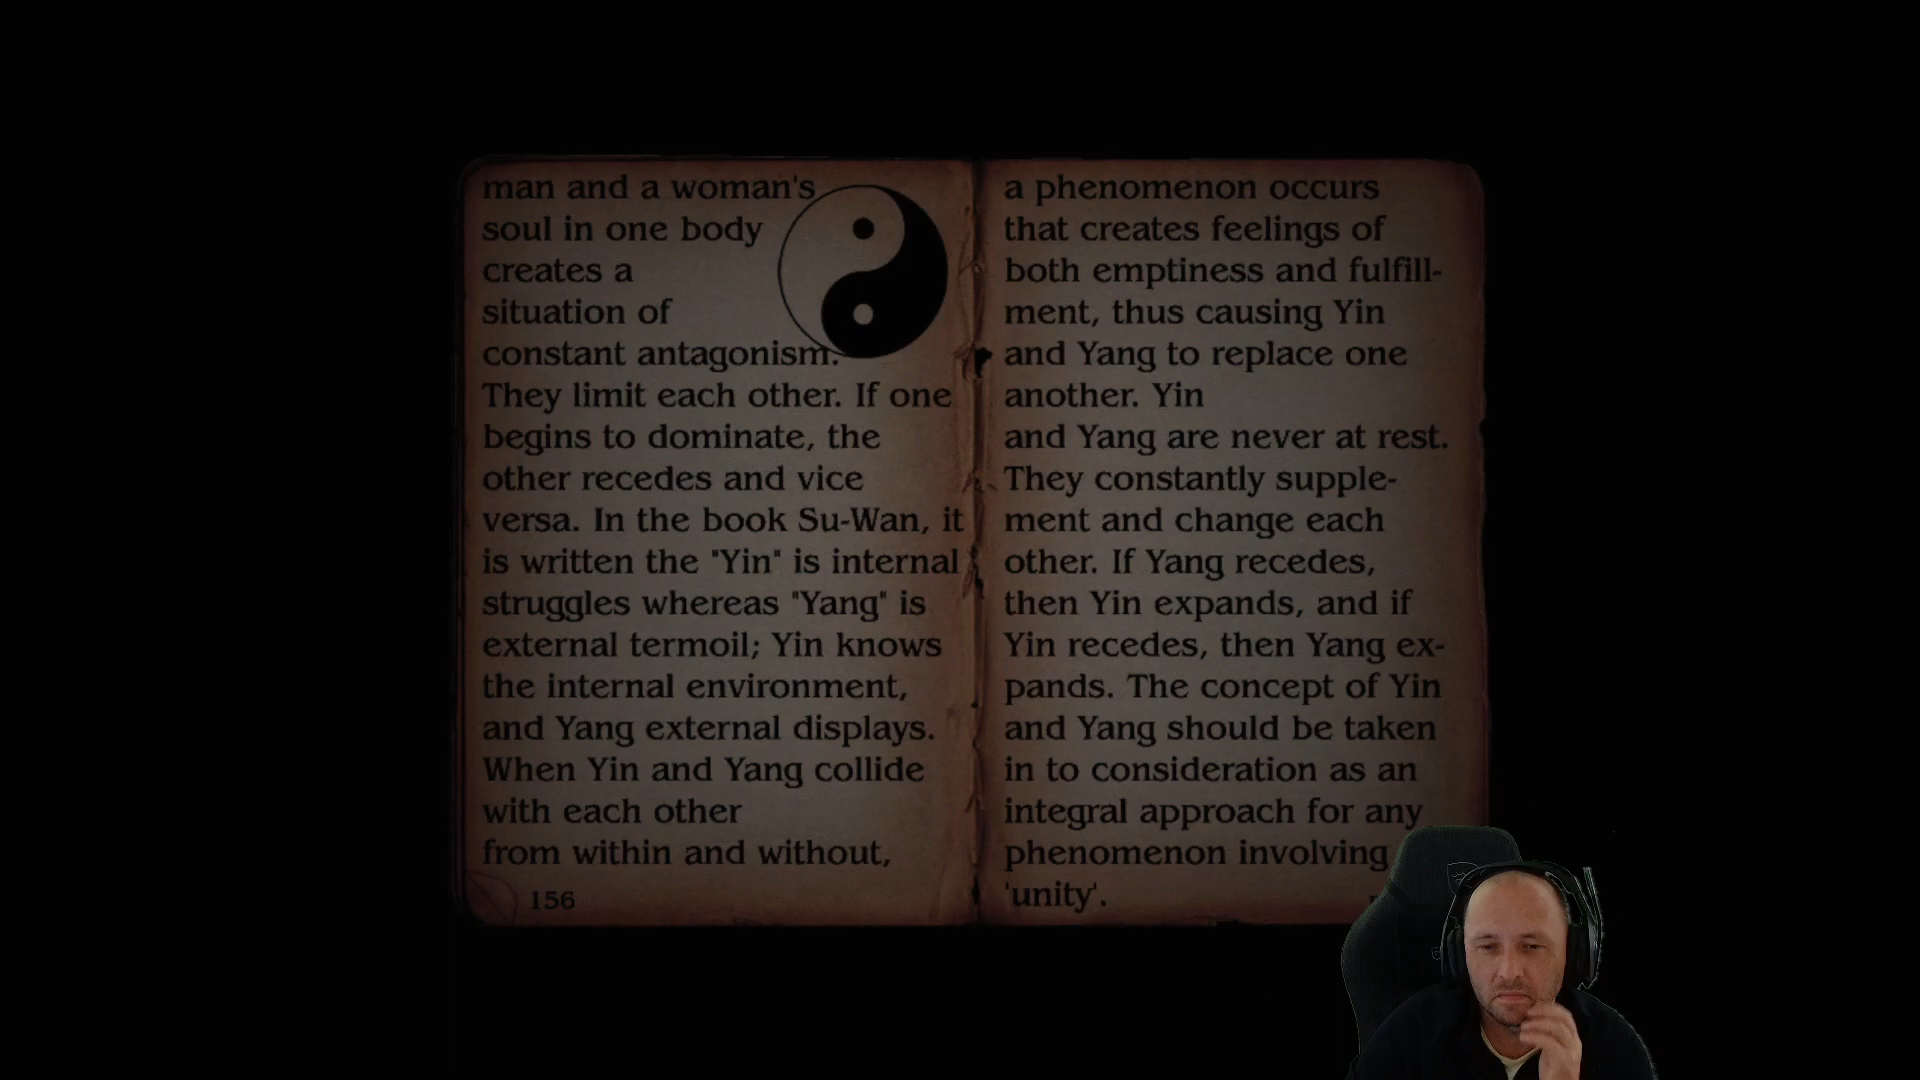 man and a woman's
soul in one body
creates a
situation of
constant antagonism.
They limit each other. If one
begins to dominate, the
other recedes and vice
versa. In the book Su-Wan, it
is written the "Yin" is internal
struggles whereas "Yang" is
external termoil; Yin knows
the internal environment,
and Yang external displays.
When Yin and Yang collide
with each other
from within and without,
156
a phenomenon occurs
that creates feelings of
both emptiness and fulfill-
ment, thus causing Yin
and Yang to replace one
another. Yin
and Yang are never at rest.
They constantly supple-
ment and change each
other. If Yang recedes,
then Yin expands, and if
Yin recedes, then Yang ex-
pands. The concept of Yin
and Yang should be taken
in to consideration as an
integral approach for any
phenomenon involving
'unity'.